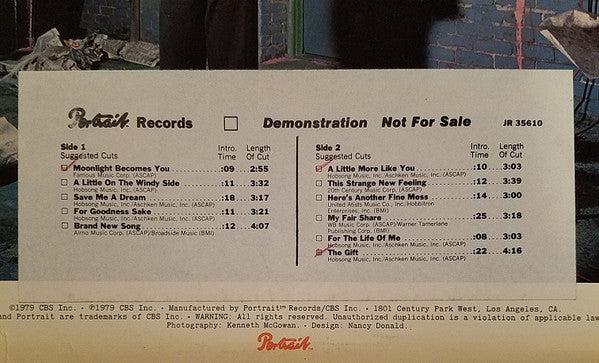 Portrait Records Demonstration Not For Sale JR 35610
Side 1
Suggested Cuts
Intro. Time
Length Of Cut
Moonlight Becomes You :09 2:55
Famous Music Corp. (ASCAP)
A Little On The Windy Side :11 3:32
Hobsong Music, Inc./Aschken Music, Inc. (ASCAP)
Save Me A Dream :18 3:17
Hobsong Music, Inc./Aschken Music, Inc. (ASCAP)
For Goodness Sake :11 3:21
Hobsong Music, Inc./Aschken Music, Inc. (ASCAP)
Brand New Song :12 4:07
Almo Music Corp. (ASCAP)/Broadside Music (BMI)
Side 2
Suggested Cuts
Intro. Time
Length Of Cut
A Little More Like You :10 3:03
Hobsong Music, Inc./Aschken Music, Inc. (ASCAP)
This Strange New Feeling :12 3:39
20th Century Music Corp. (ASCAP)
Here's Another Fine Mess :14 3:00
United Artists Music Co., Inc./Hobbitron
Enterprises, Inc. (BMI)
My Fair Share :25 3:18
WB Music Corp. (ASCAP)/Warner Tamerlane
Publishing Corp. (BMI)
For The Life Of Me :08 3:03
Hobsong Music, Inc./Aschken Music, Inc. (ASCAP)
The Gift :22 4:16
Hobsong Music, Inc./Aschken Music, Inc. (ASCAP)
©1979 CBS Inc. · ℗1979 CBS Inc. · Manufactured by Portrait™ Records/CBS Inc. · 1801 Century Park West, Los Angeles, CA.
and Portrait are trademarks of CBS Inc. · WARNING: All rights reserved. Unauthorized duplication is a violation of applicable law
Photography: Kenneth McGowan. · Design: Nancy Donald.
Portrait™